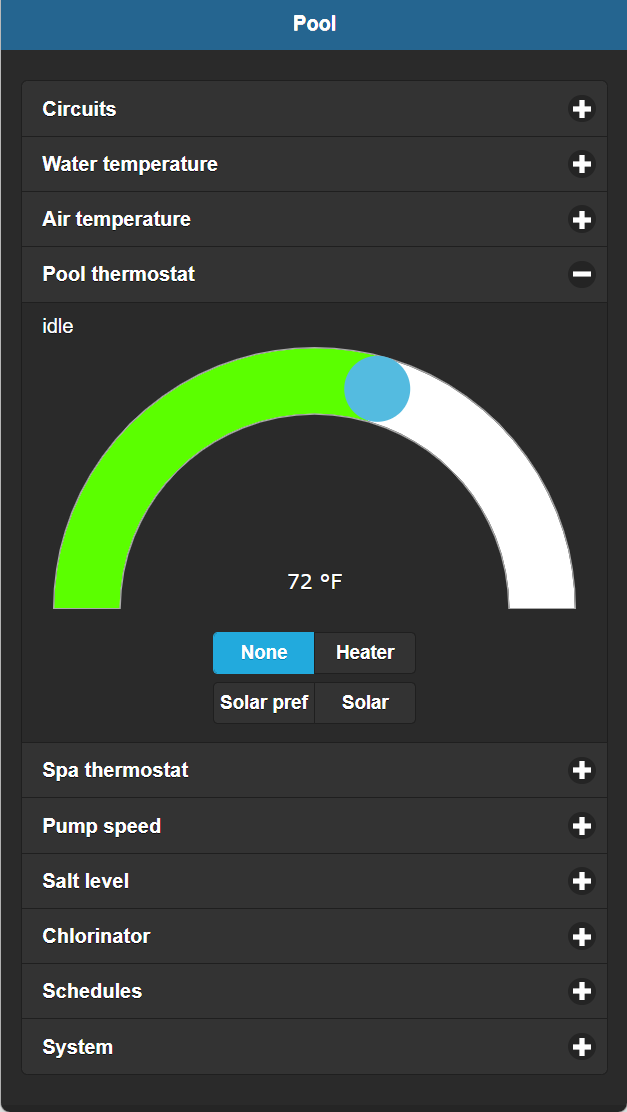 Pool
Circuits
Water temperature
Air temperature
Pool thermostat
idle
72 °F
None Heater
Solar pref Solar
Spa thermostat
Pump speed
Salt level
Chlorinator
Schedules
System